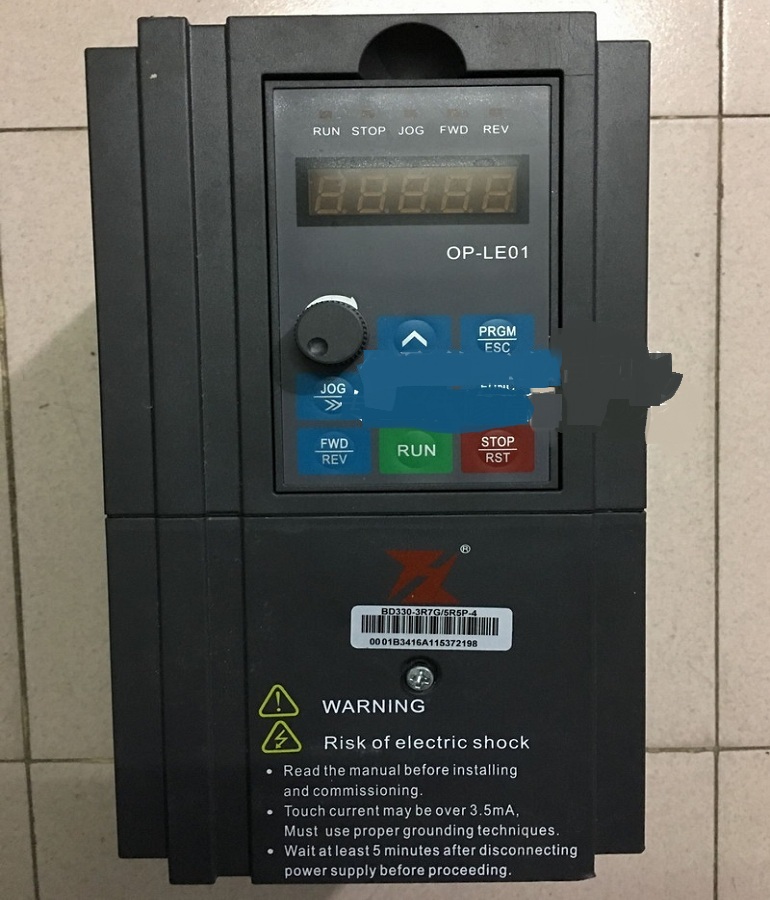 RUN STOP JOG FWD REV
88888
OP-LE01
PRGM
ESC
JOG
FWD
REV
RUN
STOP
RST
®
BD330-3R7G/5R5P-4
0001B3416A115372198
WARNING
Risk of electric shock
• Read the manual before installing
and commissioning.
• Touch current may be over 3.5mA,
Must use proper grounding techniques.
• Wait at least 5 minutes after disconnecting
power supply before proceeding.